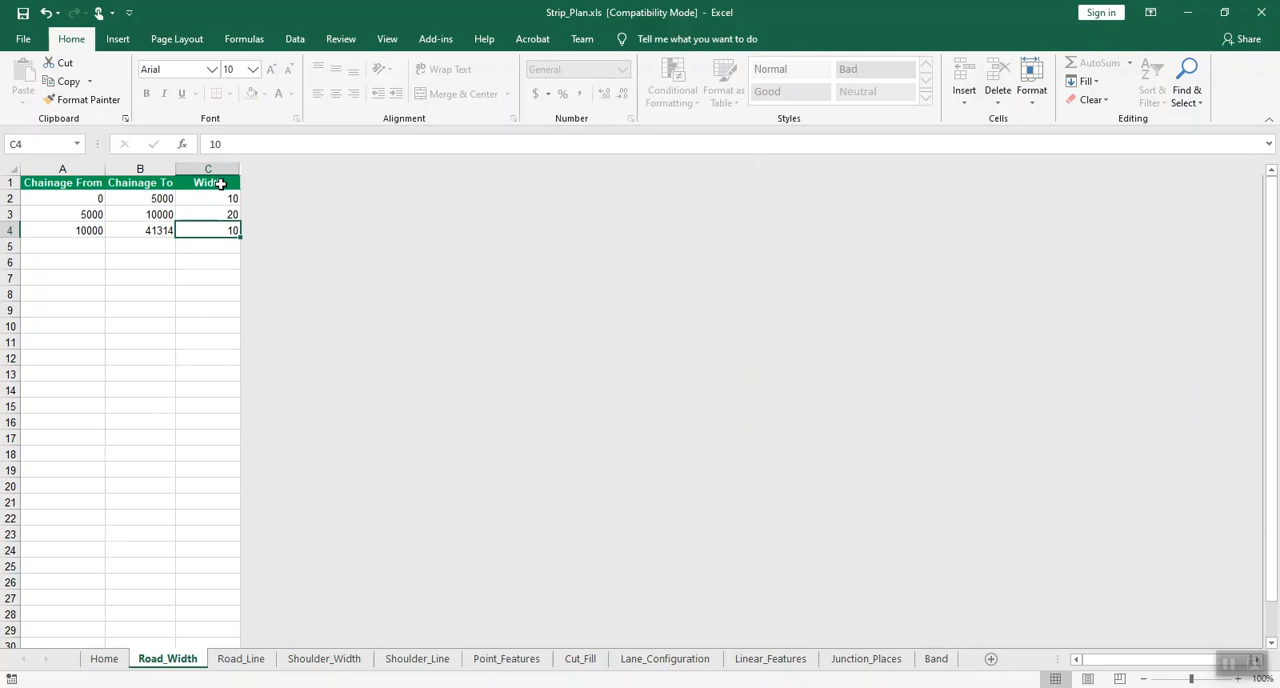 Strip_Plan.xls [Compatibility Mode] - Excel
Sign in
File Home Insert Page Layout Formulas Data Review View Add-ins Help Acrobat Team Tell me what you want to do Share
Paste
Cut
Copy
Format Painter
Clipboard
Arial 10
B I U
Font
Wrap Text
Merge & Center
Alignment
General
$ % ,
Number
Conditional Formatting
Format as Table
Normal Bad
Good Neutral
Styles
Insert Delete Format
Cells
AutoSum
Fill
Clear
Sort & Filter
Find & Select
Editing
C4 fx 10
A B C
1 Chainage From Chainage To Width
2 0 5000 10
3 5000 10000 20
4 10000 41314 10
5
6
7
8
9
10
11
12
13
14
15
16
17
18
19
20
21
22
23
24
25
26
27
28
29
30
Home Road_Width Road_Line Shoulder_Width Shoulder_Line Point_Features Cut_Fill Lane_Configuration Linear_Features Junction_Places Band
100%